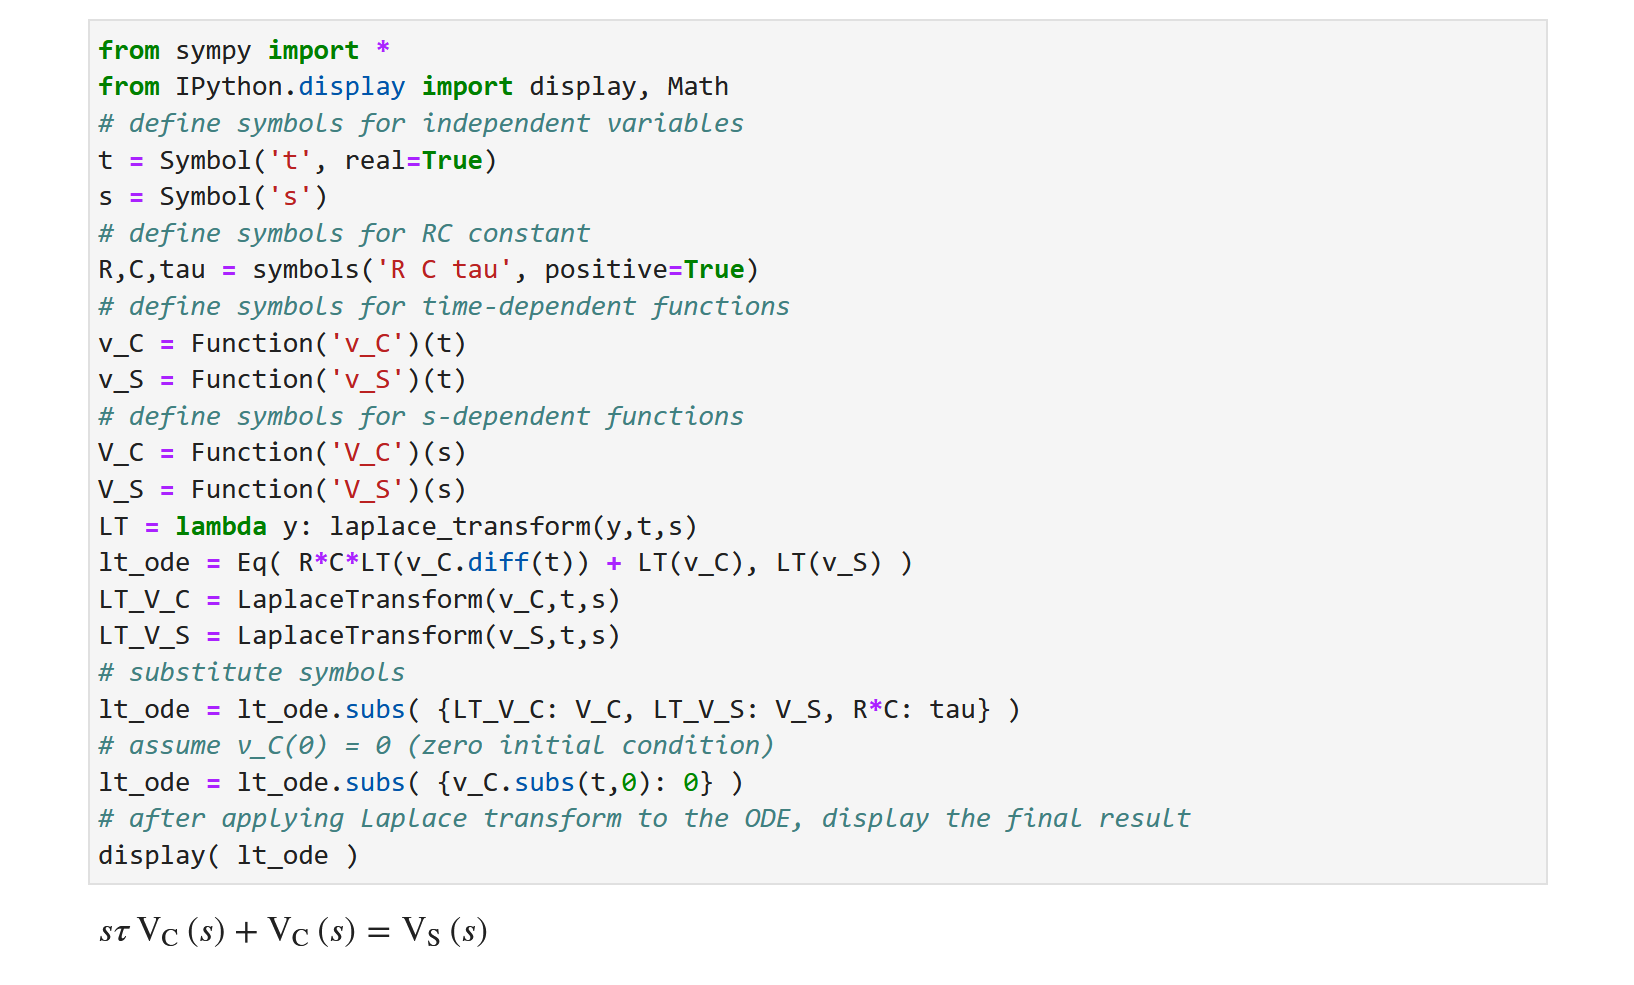 from sympy import *
from IPython.display import display, Math
# define symbols for independent variables
t = Symbol('t', real=True)
s = Symbol('s')
# define symbols for RC constant
R,C,tau = symbols('R C tau', positive=True)
# define symbols for time-dependent functions
v_C = Function('v_C')(t)
v_S = Function('v_S')(t)
# define symbols for s-dependent functions
V_C = Function('V_C')(s)
V_S = Function('V_S')(s)
LT = lambda y: laplace_transform(y,t,s)
lt_ode = Eq( R*C*LT(v_C.diff(t)) + LT(v_C), LT(v_S) )
LT_V_C = LaplaceTransform(v_C,t,s)
LT_V_S = LaplaceTransform(v_S,t,s)
# substitute symbols
lt_ode = lt_ode.subs( {LT_V_C: V_C, LT_V_S: V_S, R*C: tau} )
# assume v_C(0) = 0 (zero initial condition)
lt_ode = lt_ode.subs( {v_C.subs(t,0): 0} )
# after applying Laplace transform to the ODE, display the final result
display( lt_ode )
sτ V_C (s) + V_C (s) = V_S (s)